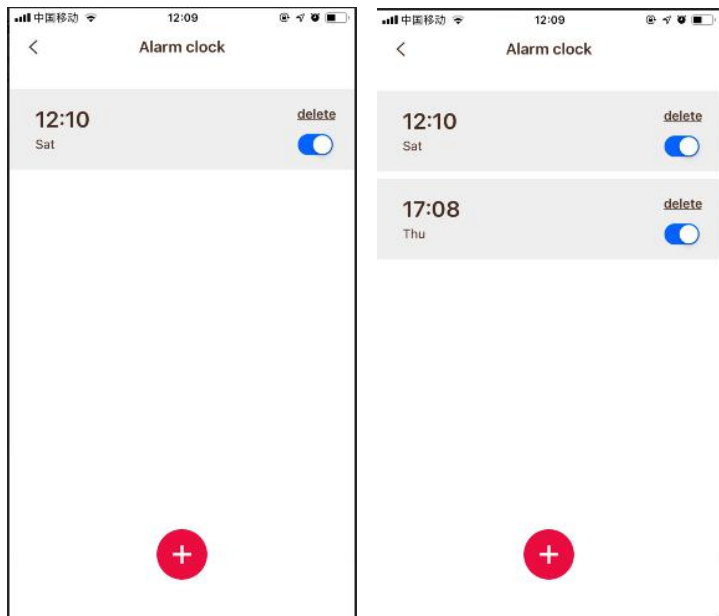 中国移动 12:09
Alarm clock
12:10 delete
Sat
中国移动 12:09
Alarm clock
12:10 delete
Sat
17:08 delete
Thu